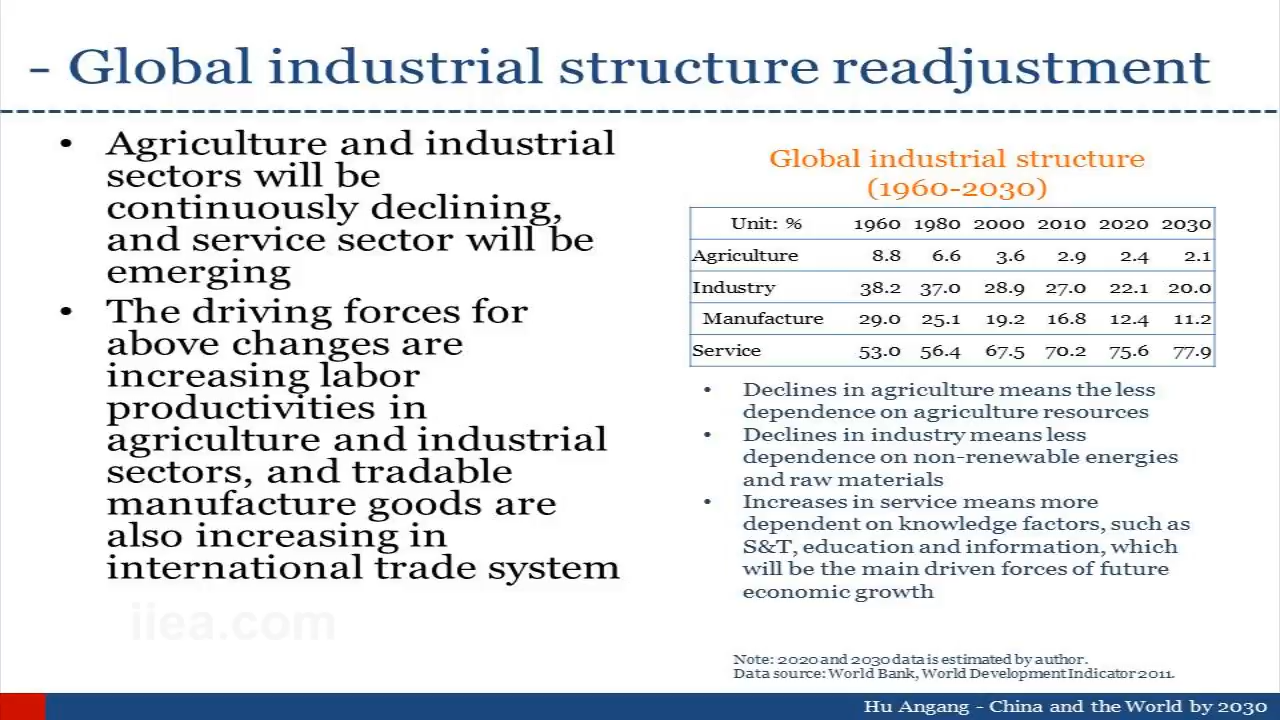 - Global industrial structure readjustment
• Agriculture and industrial
sectors will be
continuously declining,
and service sector will be
emerging
• The driving forces for
above changes are
increasing labor
productivities in
agriculture and industrial
sectors, and tradable
manufacture goods are
also increasing in
international trade system
iiea.com
Global industrial structure
(1960-2030)
Unit: % 1960 1980 2000 2010 2020 2030
Agriculture 8.8 6.6 3.6 2.9 2.4 2.1
Industry 38.2 37.0 28.9 27.0 22.1 20.0
Manufacture 29.0 25.1 19.2 16.8 12.4 11.2
Service 53.0 56.4 67.5 70.2 75.6 77.9
• Declines in agriculture means the less
dependence on agriculture resources
• Declines in industry means less
dependence on non-renewable energies
and raw materials
• Increases in service means more
dependent on knowledge factors, such as
S&T, education and information, which
will be the main driven forces of future
economic growth
Note: 2020 and 2030 data is estimated by author.
Data source: World Bank, World Development Indicator 2011.
Hu Angang - China and the World by 2030